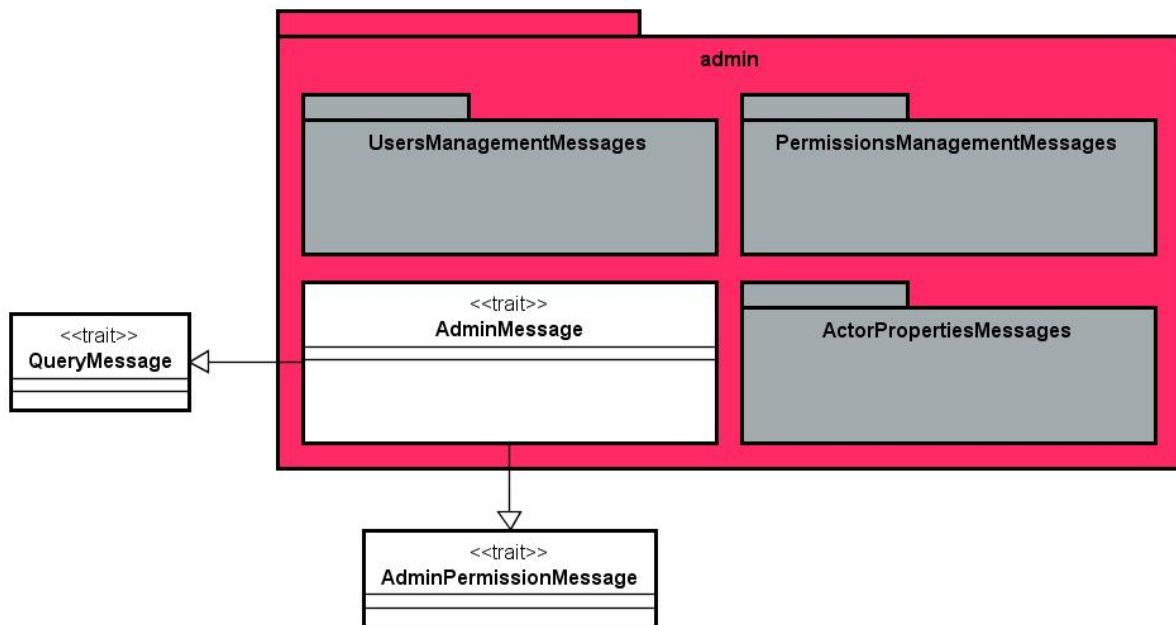 admin
UsersManagementMessages
PermissionsManagementMessages
<<trait>>
AdminMessage
ActorPropertiesMessages
<<trait>>
QueryMessage
<<trait>>
AdminPermissionMessage